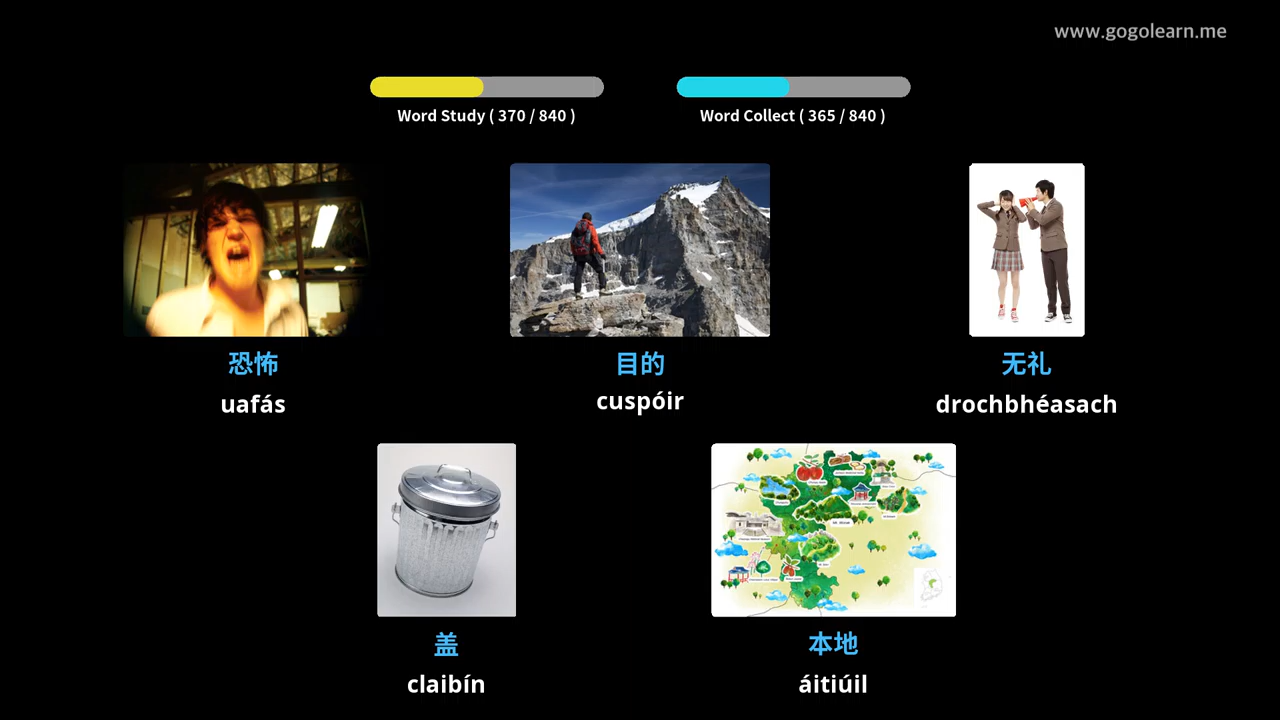 www.gogolearn.me
Word Study ( 370 / 840 )
Word Collect ( 365 / 840 )
恐怖
uafás
目的
cuspóir
无礼
drochbhéasach
盖
claibín
本地
áitiúil